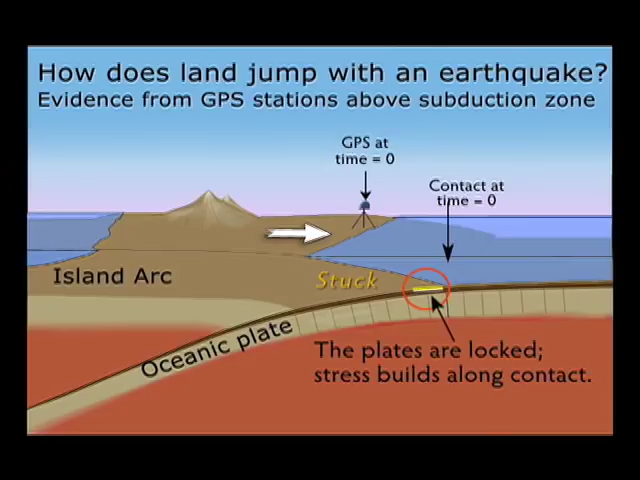 How does land jump with an earthquake?
Evidence from GPS stations above subduction zone
GPS at
time = 0
Contact at
time = 0
Island Arc
Stuck
Oceanic plate
The plates are locked;
stress builds along contact.